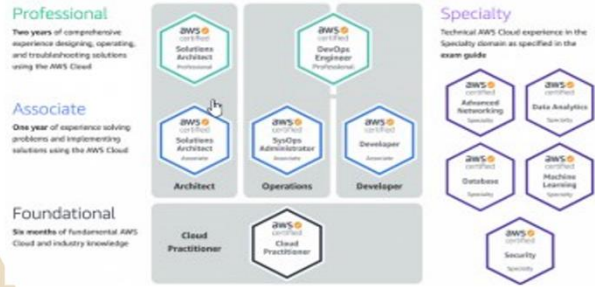 Professional
Two years of comprehensive
experience designing, operating,
and troubleshooting solutions
using the AWS Cloud
aws
certified
Solutions
Architect
Professional
aws
certified
DevOps
Engineer
Professional
Associate
One year of experience solving
problems and implementing
solutions using the AWS Cloud
aws
certified
Solutions
Architect
Associate
aws
certified
SysOps
Administrator
Associate
aws
certified
Developer
Associate
Architect
Operations
Developer
Foundational
Six months of fundamental AWS
Cloud and industry knowledge
Cloud
Practitioner
aws
certified
Cloud
Practitioner
Specialty
Technical AWS Cloud experience in the
Specialty domain as specified in the
exam guide
aws
certified
Advanced
Networking
Specialty
aws
certified
Data Analytics
Specialty
aws
certified
Database
Specialty
aws
certified
Machine
Learning
Specialty
aws
certified
Security
Specialty